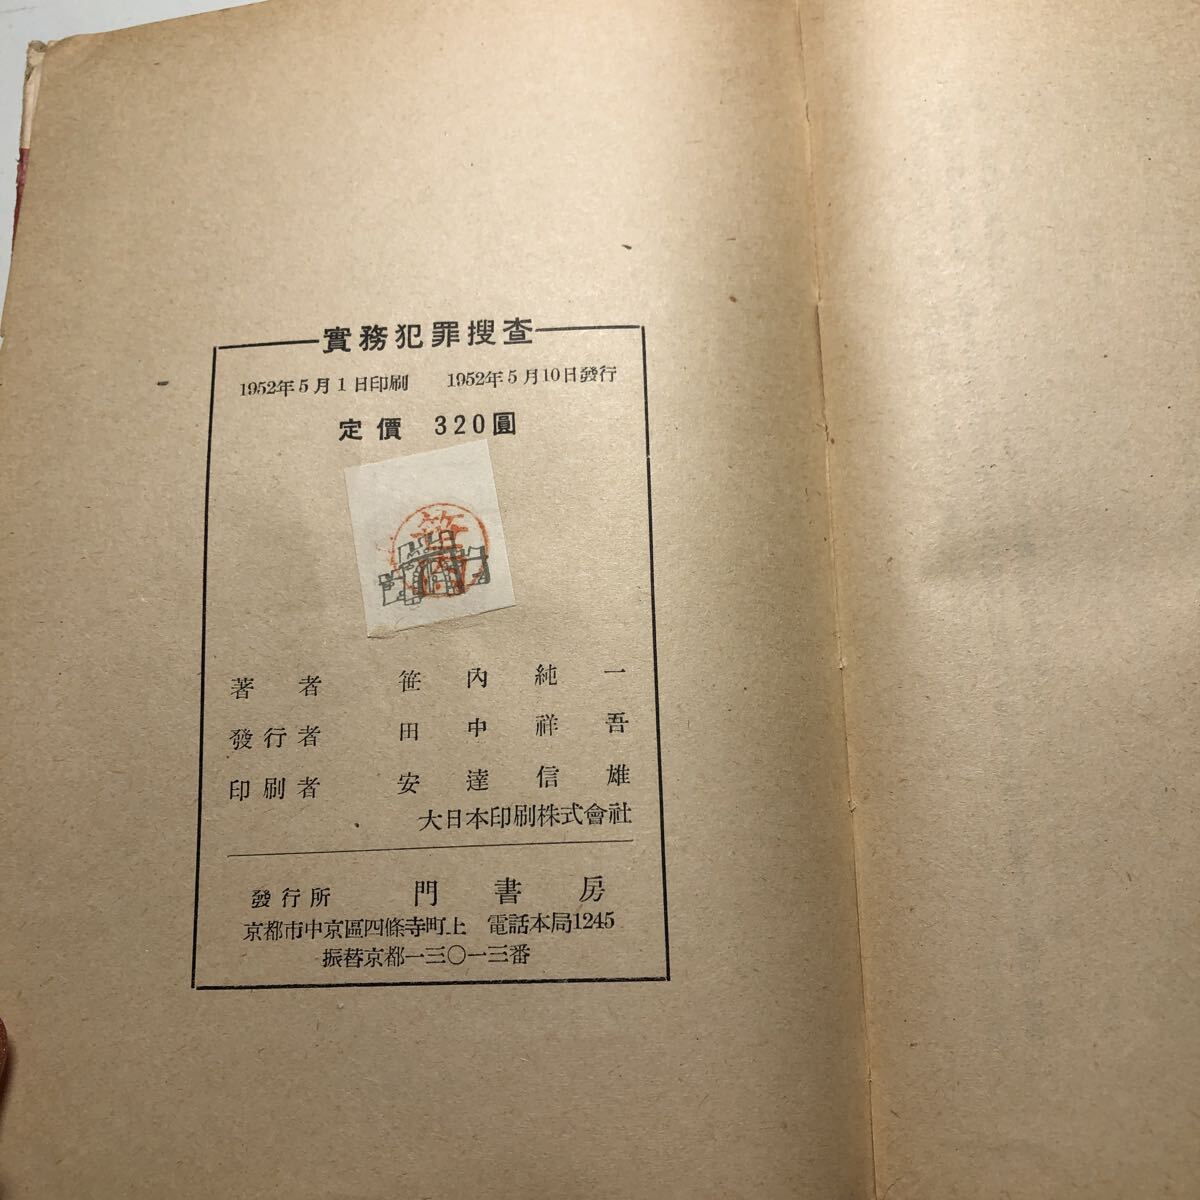 實務犯罪搜査
1952年5月1日印刷 1952年5月10日發行
定價 320圓
笹内
著者 笹内純一
發行者 田中祥吾
印刷者 安達信雄
大日本印刷株式會社
發行所 門書房
京都市中京區四條寺町上 電話本局1245
振替京都一三〇一三番